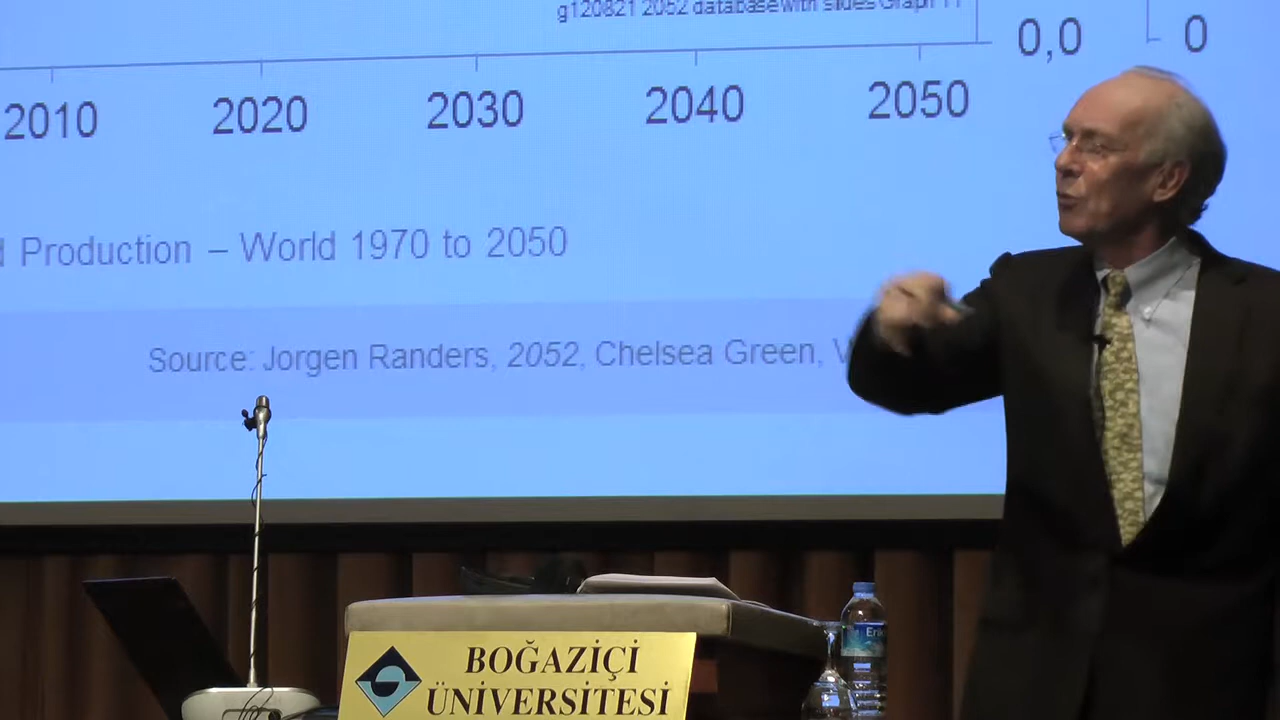 g120821 2052 database with slides Graph 11
0,0 0
2010 2020 2030 2040 2050
Production – World 1970 to 2050
Source: Jorgen Randers, 2052, Chelsea Green, V
Erik
BOĞAZİÇİ
ÜNİVERSİTESİ